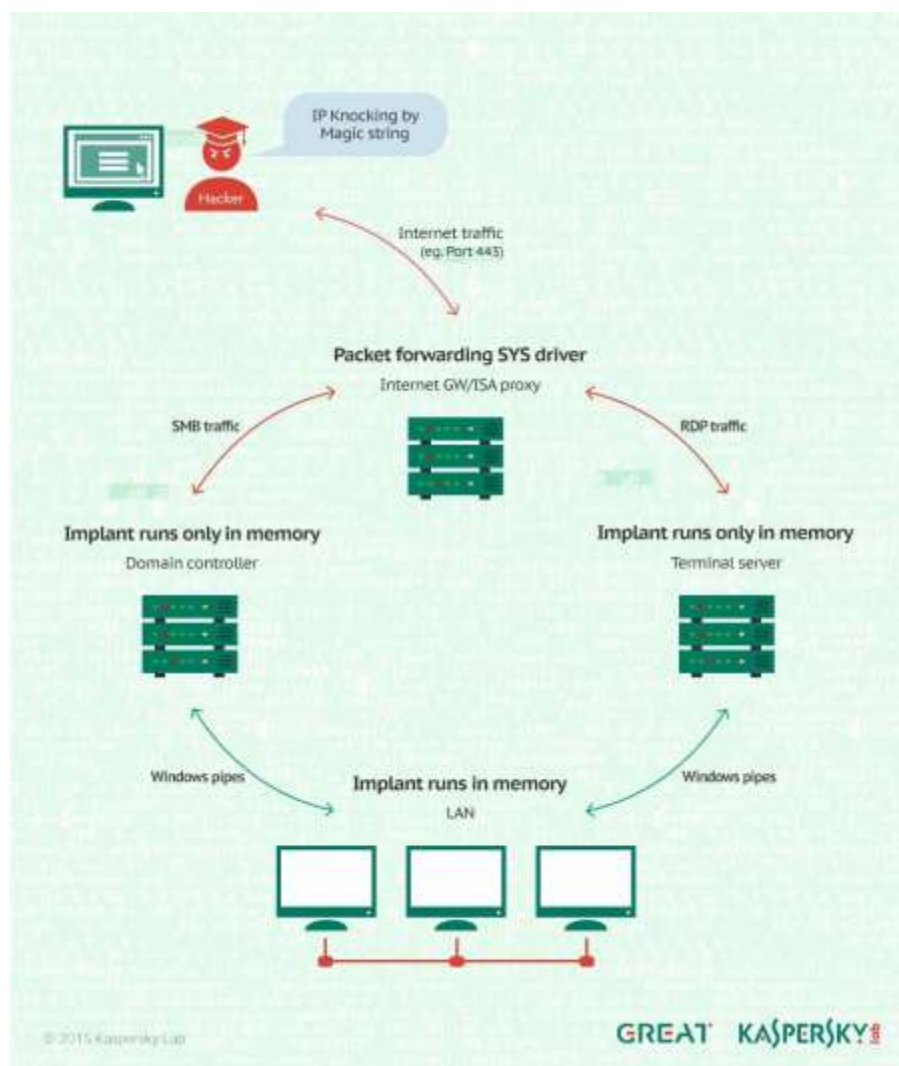 IP Knocking by
Magic string
Hacker
Internet traffic
(eg. Port 443)
Packet forwarding SYS driver
Internet GW/ISA proxy
SMB traffic
RDP traffic
Implant runs only in memory
Domain controller
Implant runs only in memory
Terminal server
Windows pipes
Windows pipes
Implant runs in memory
LAN
© 2015 Kaspersky Lab
GREAT
KASPERSKY lab